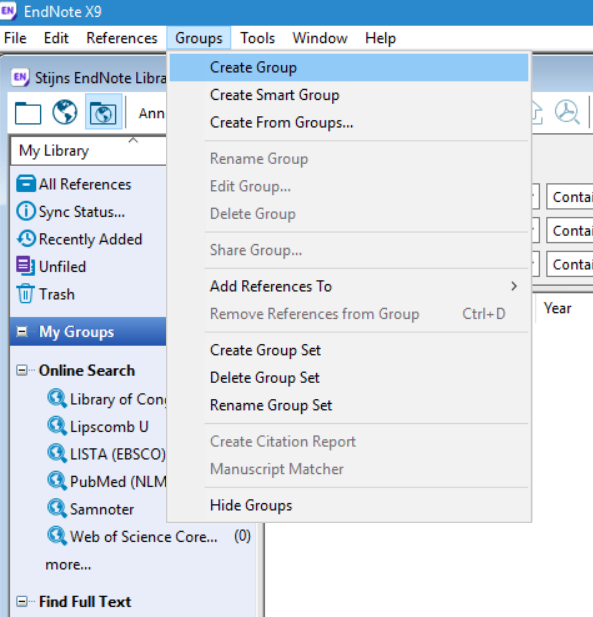 EndNote X9
File Edit References Groups Tools Window Help
Stijns EndNote Libra
Ann
My Library
All References
Sync Status...
Recently Added
Unfiled
Trash
My Groups
Online Search
Library of Con
Lipscomb U
LISTA (EBSCO)
PubMed (NLM
Samnoter
Web of Science Core... (0)
more...
Find Full Text
Create Group
Create Smart Group
Create From Groups...
Rename Group
Edit Group...
Delete Group
Share Group...
Add References To
Remove References from Group Ctrl+D
Create Group Set
Delete Group Set
Rename Group Set
Create Citation Report
Manuscript Matcher
Hide Groups
Contai
Contai
Contai
Year